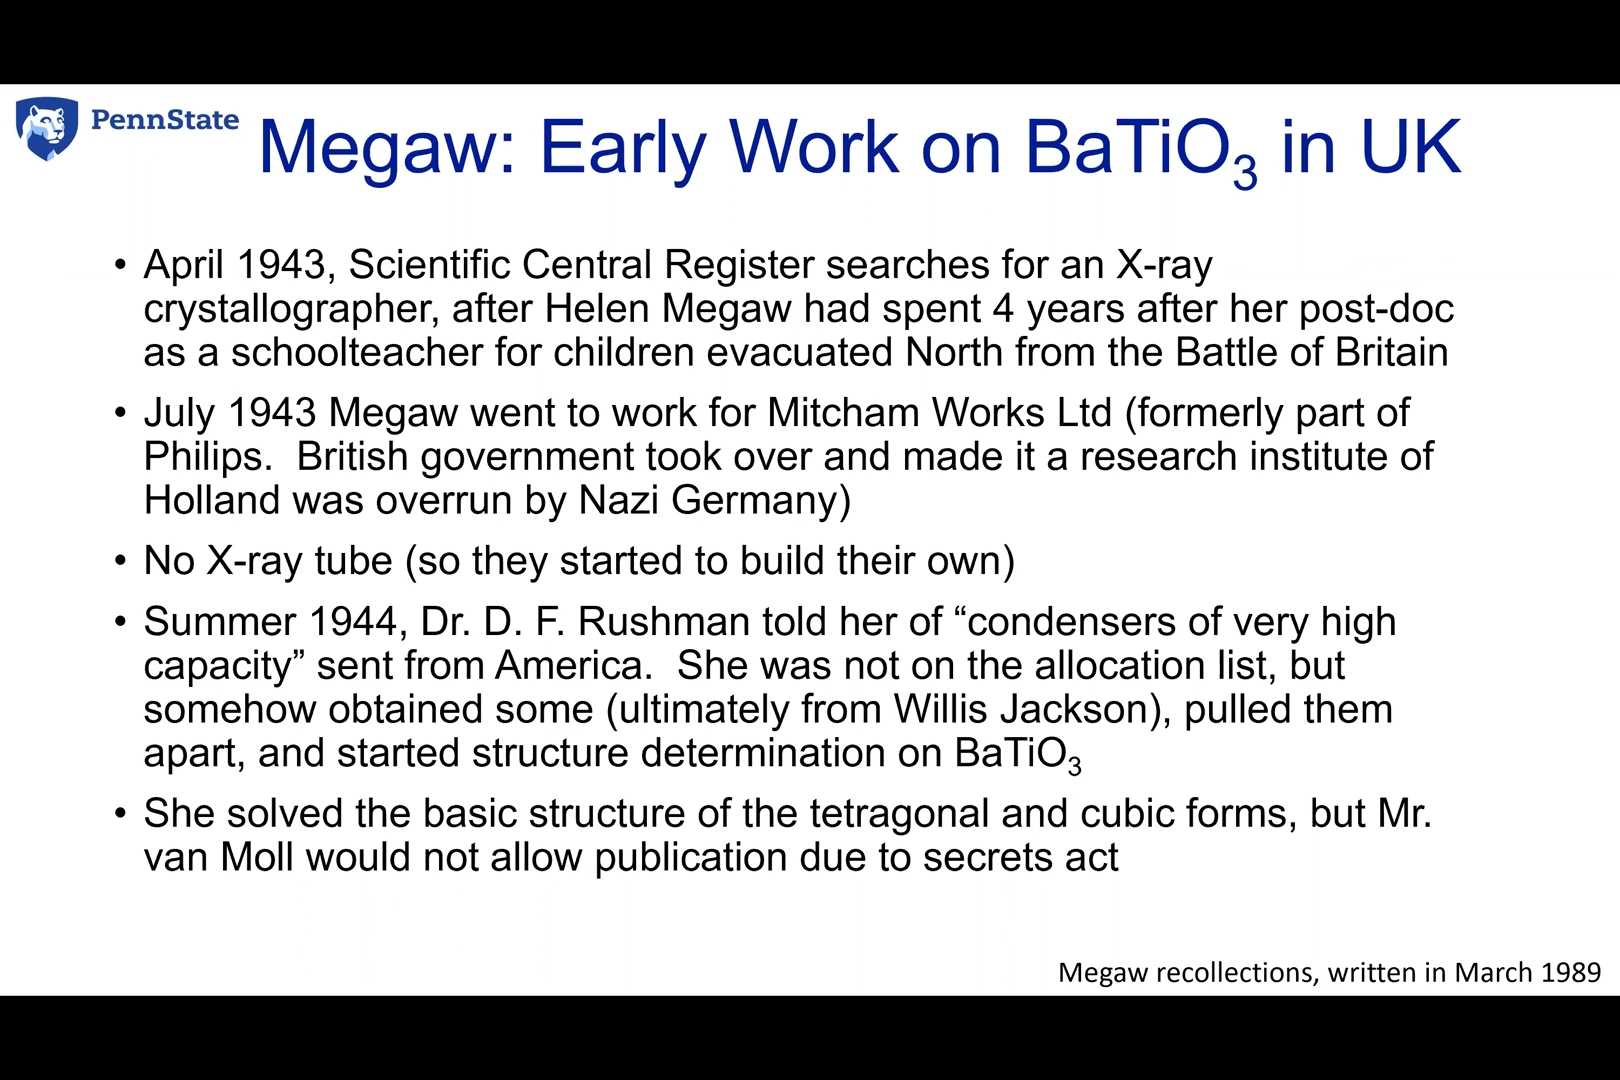 PennState
Megaw: Early Work on BaTiO₃ in UK
• April 1943, Scientific Central Register searches for an X-ray
crystallographer, after Helen Megaw had spent 4 years after her post-doc
as a schoolteacher for children evacuated North from the Battle of Britain
• July 1943 Megaw went to work for Mitcham Works Ltd (formerly part of
Philips.  British government took over and made it a research institute of
Holland was overrun by Nazi Germany)
• No X-ray tube (so they started to build their own)
• Summer 1944, Dr. D. F. Rushman told her of “condensers of very high
capacity” sent from America.  She was not on the allocation list, but
somehow obtained some (ultimately from Willis Jackson), pulled them
apart, and started structure determination on BaTiO₃
• She solved the basic structure of the tetragonal and cubic forms, but Mr.
van Moll would not allow publication due to secrets act
Megaw recollections, written in March 1989